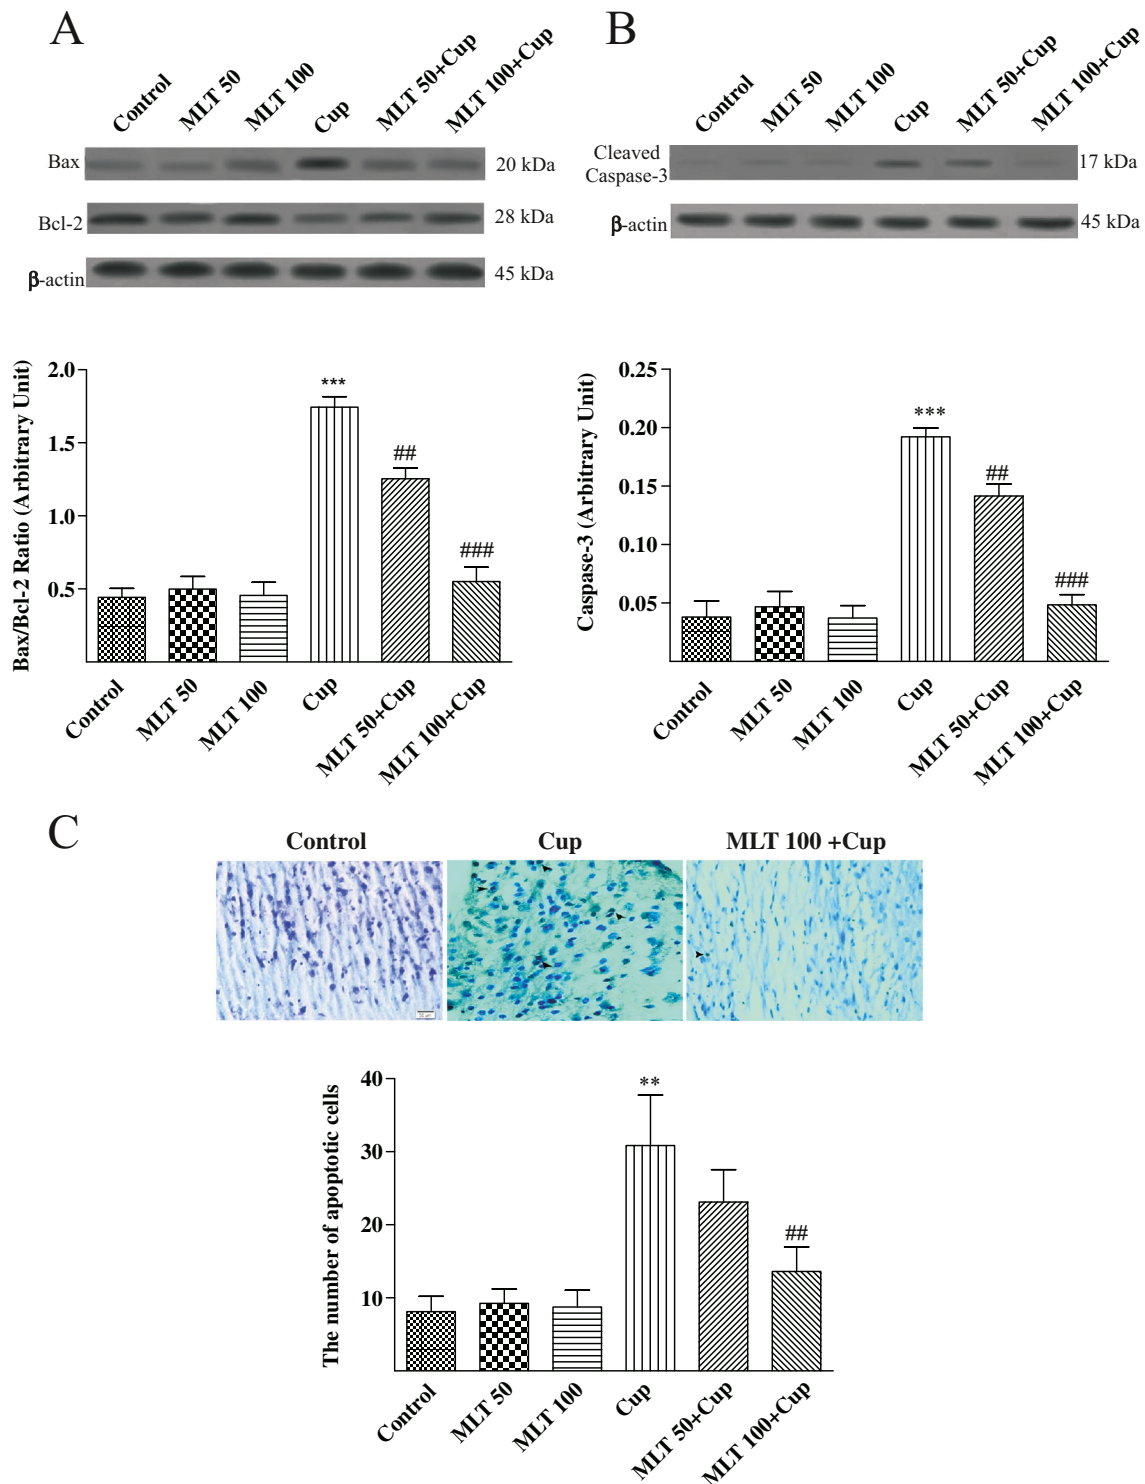 A
Control
MLT 50
MLT 100
Cup
MLT 50+Cup
MLT 100+Cup
Bax
20 kDa
Bcl-2
28 kDa
β-actin
45 kDa
B
Control
MLT 50
MLT 100
Cup
MLT 50+Cup
MLT 100+Cup
Cleaved
Caspase-3
17 kDa
β-actin
45 kDa
Bax/Bcl-2 Ratio (Arbitrary Unit)
2.0
1.5
1.0
0.5
***
##
###
Control
MLT 50
MLT 100
Cup
MLT 50+Cup
MLT 100+Cup
Caspase-3 (Arbitrary Unit)
0.25
0.20
0.15
0.10
0.05
***
##
###
Control
MLT 50
MLT 100
Cup
MLT 50+Cup
MLT 100+Cup
C
Control
Cup
MLT 100 +Cup
The number of apoptotic cells
40
30
20
10
**
##
Control
MLT 50
MLT 100
Cup
MLT 50+Cup
MLT 100+Cup